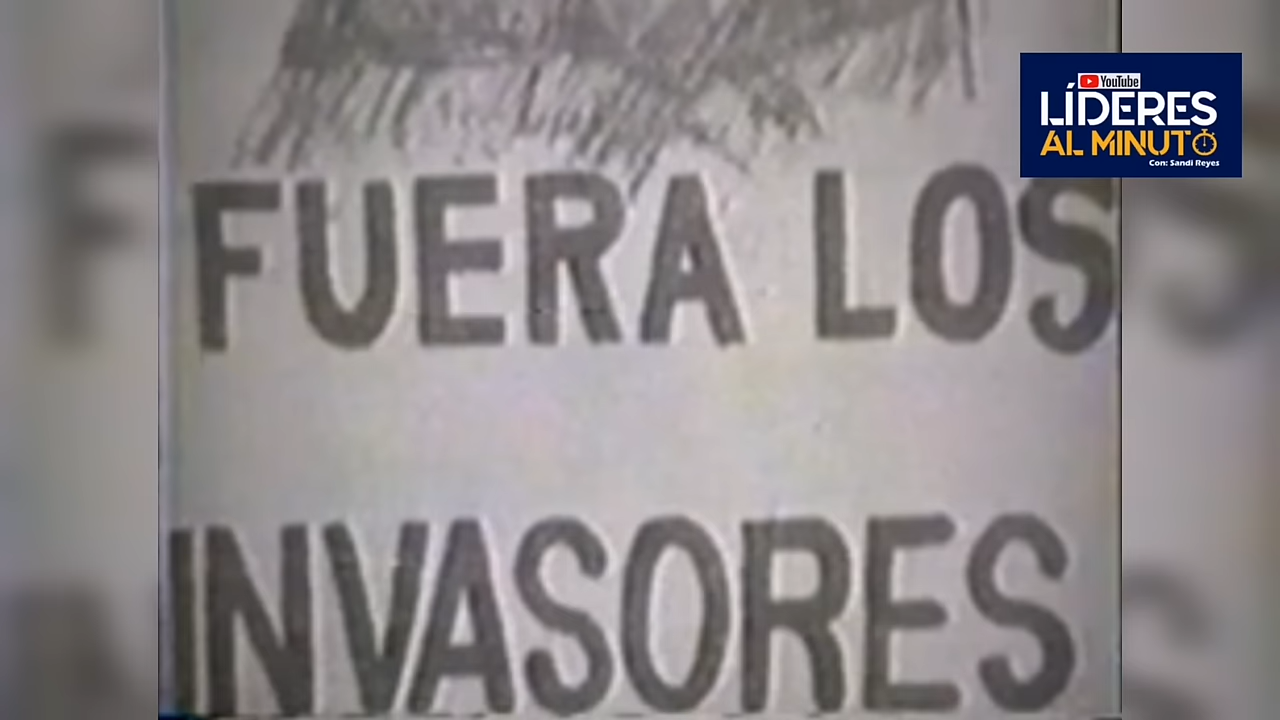 YouTube
LÍDERES
AL MINUTO
Con: Sandi Reyes
FUERA LOS
INVASORES